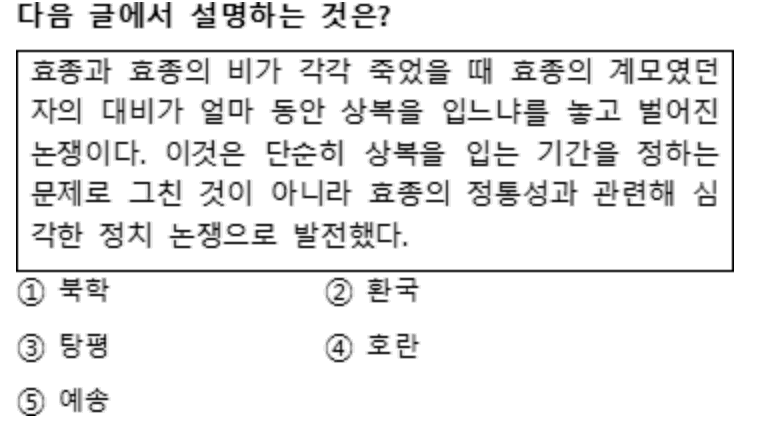 다음 글에서 설명하는 것은?
효종과 효종의 비가 각각 죽었을 때 효종의 계모였던
자의 대비가 얼마 동안 상복을 입느냐를 놓고 벌어진
논쟁이다. 이것은 단순히 상복을 입는 기간을 정하는
문제로 그친 것이 아니라 효종의 정통성과 관련해 심
각한 정치 논쟁으로 발전했다.
① 북학 ② 환국
③ 탕평 ④ 호란
⑤ 예송